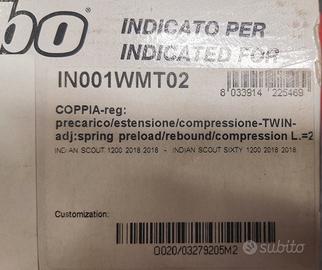 bo
INDICATO PER
INDICATED FOR
IN001WMT02
8 033914 225469
COPPIA-reg:
precarico/estensione/compressione-TWIN-
adj:spring preload/rebound/compression L.=2
INDIAN SCOUT 1200 2018 2018 - INDIAN SCOUT SIXTY 1200 2018 2018
Customization:
0020/03279205M2
subito